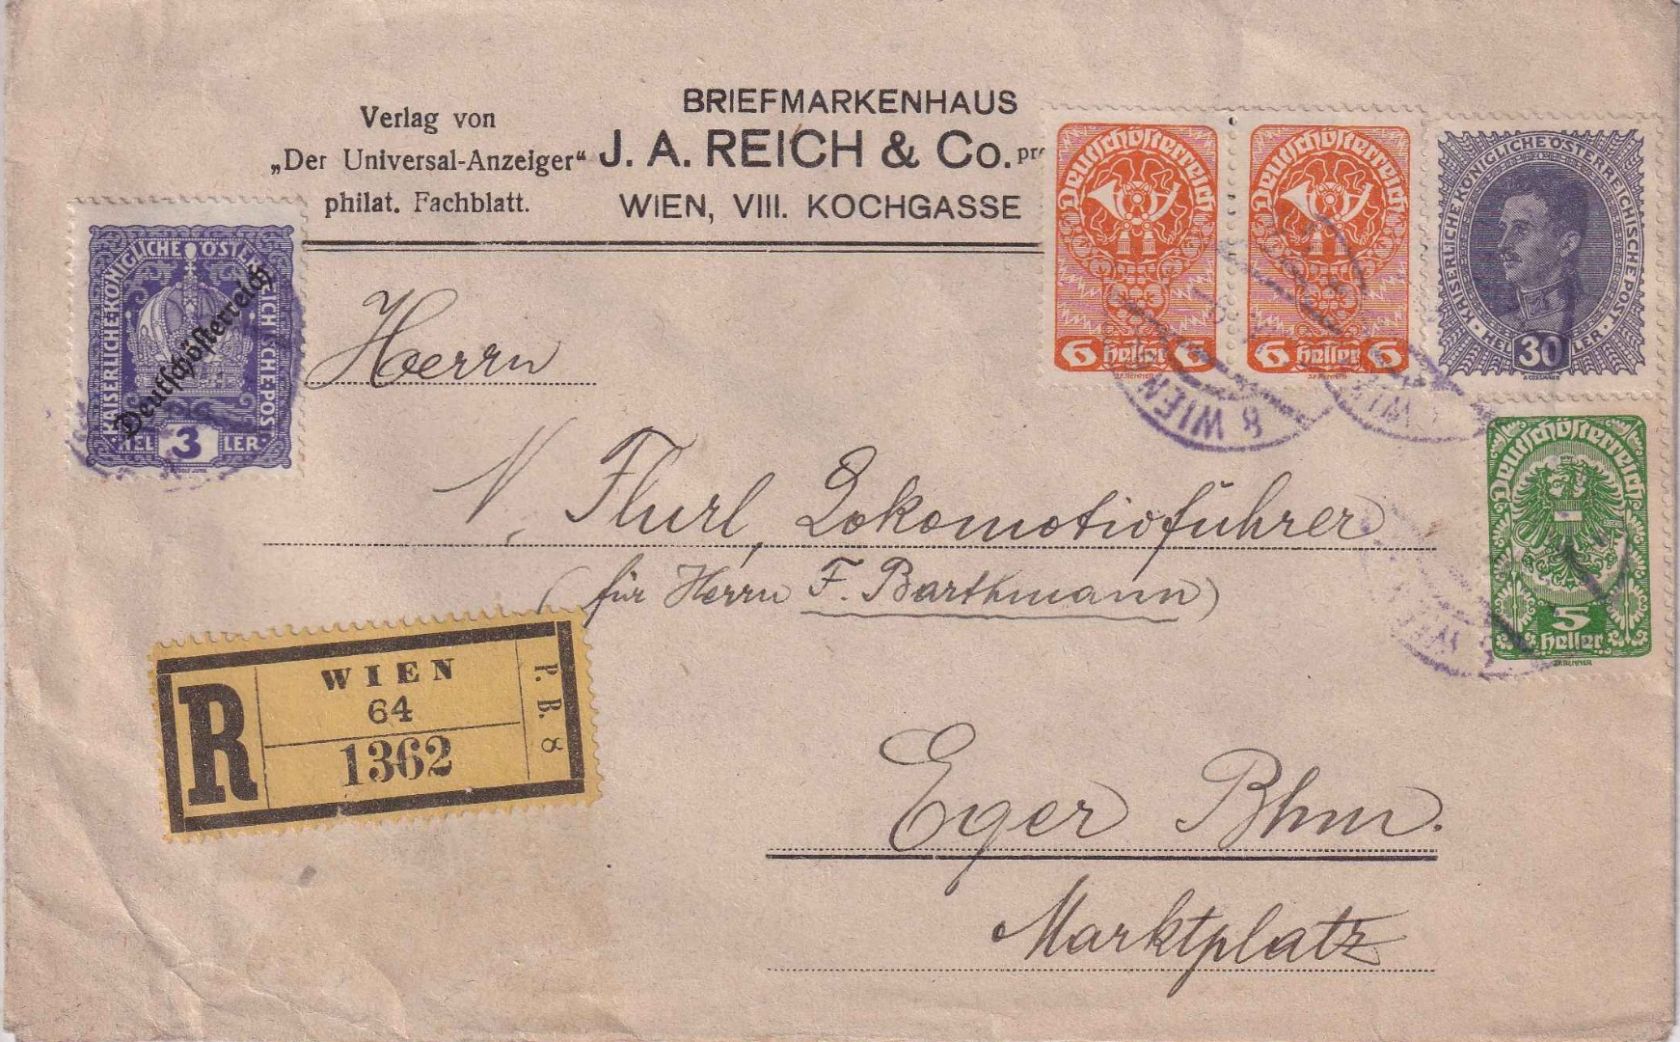 BRIEFMARKENHAUS
Verlag von
„Der Universal-Anzeiger“ J. A. REICH & Co.
philat. Fachblatt. WIEN, VIII. KOCHGASSE
KAISERLICHE KÖNIGLICHE ÖSTERREICHISCHE POST
Deutschösterreich
3
HELLER
Deutschösterreich
6 Heller 6
Deutschösterreich
6 Heller 6
KAISERLICHE KÖNIGLICHE ÖSTERREICHISCHE POST
HELLER
30
8 WIEN
Deutschösterreich
5
Heller
Herrn
N. Flurl, Lokomotivführer
(für Herrn F. Barthmann)
R
WIEN
64
1362
P. B. 8
Eger Bhm.
Marktplatz